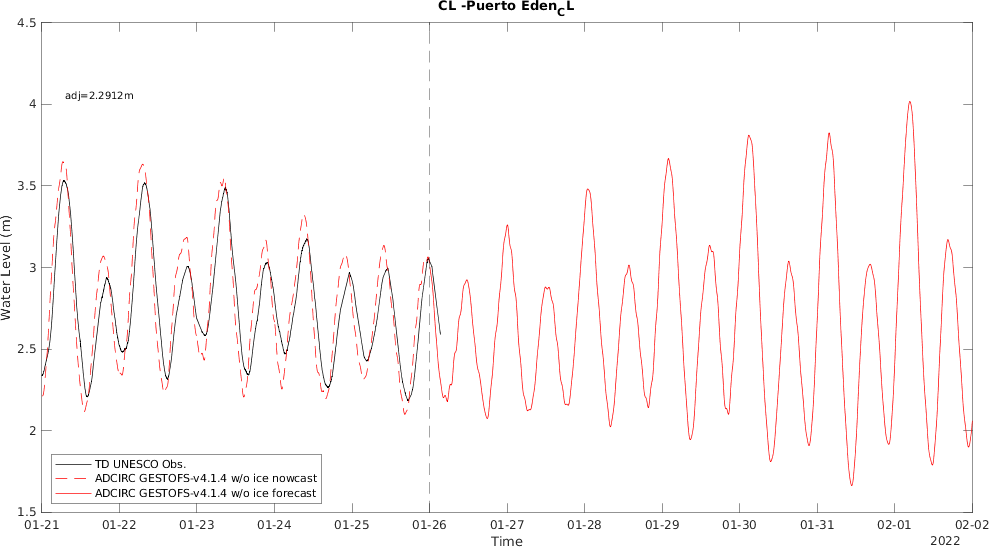 CL -Puerto Eden_CL
4.5
adj=2.2912m
4
3.5
3
2.5
2
1.5
Water Level (m)
TD UNESCO Obs.
ADCIRC GESTOFS-v4.1.4 w/o ice nowcast
ADCIRC GESTOFS-v4.1.4 w/o ice forecast
01-21 01-22 01-23 01-24 01-25 01-26 01-27 01-28 01-29 01-30 01-31 02-01 02-02
Time
2022